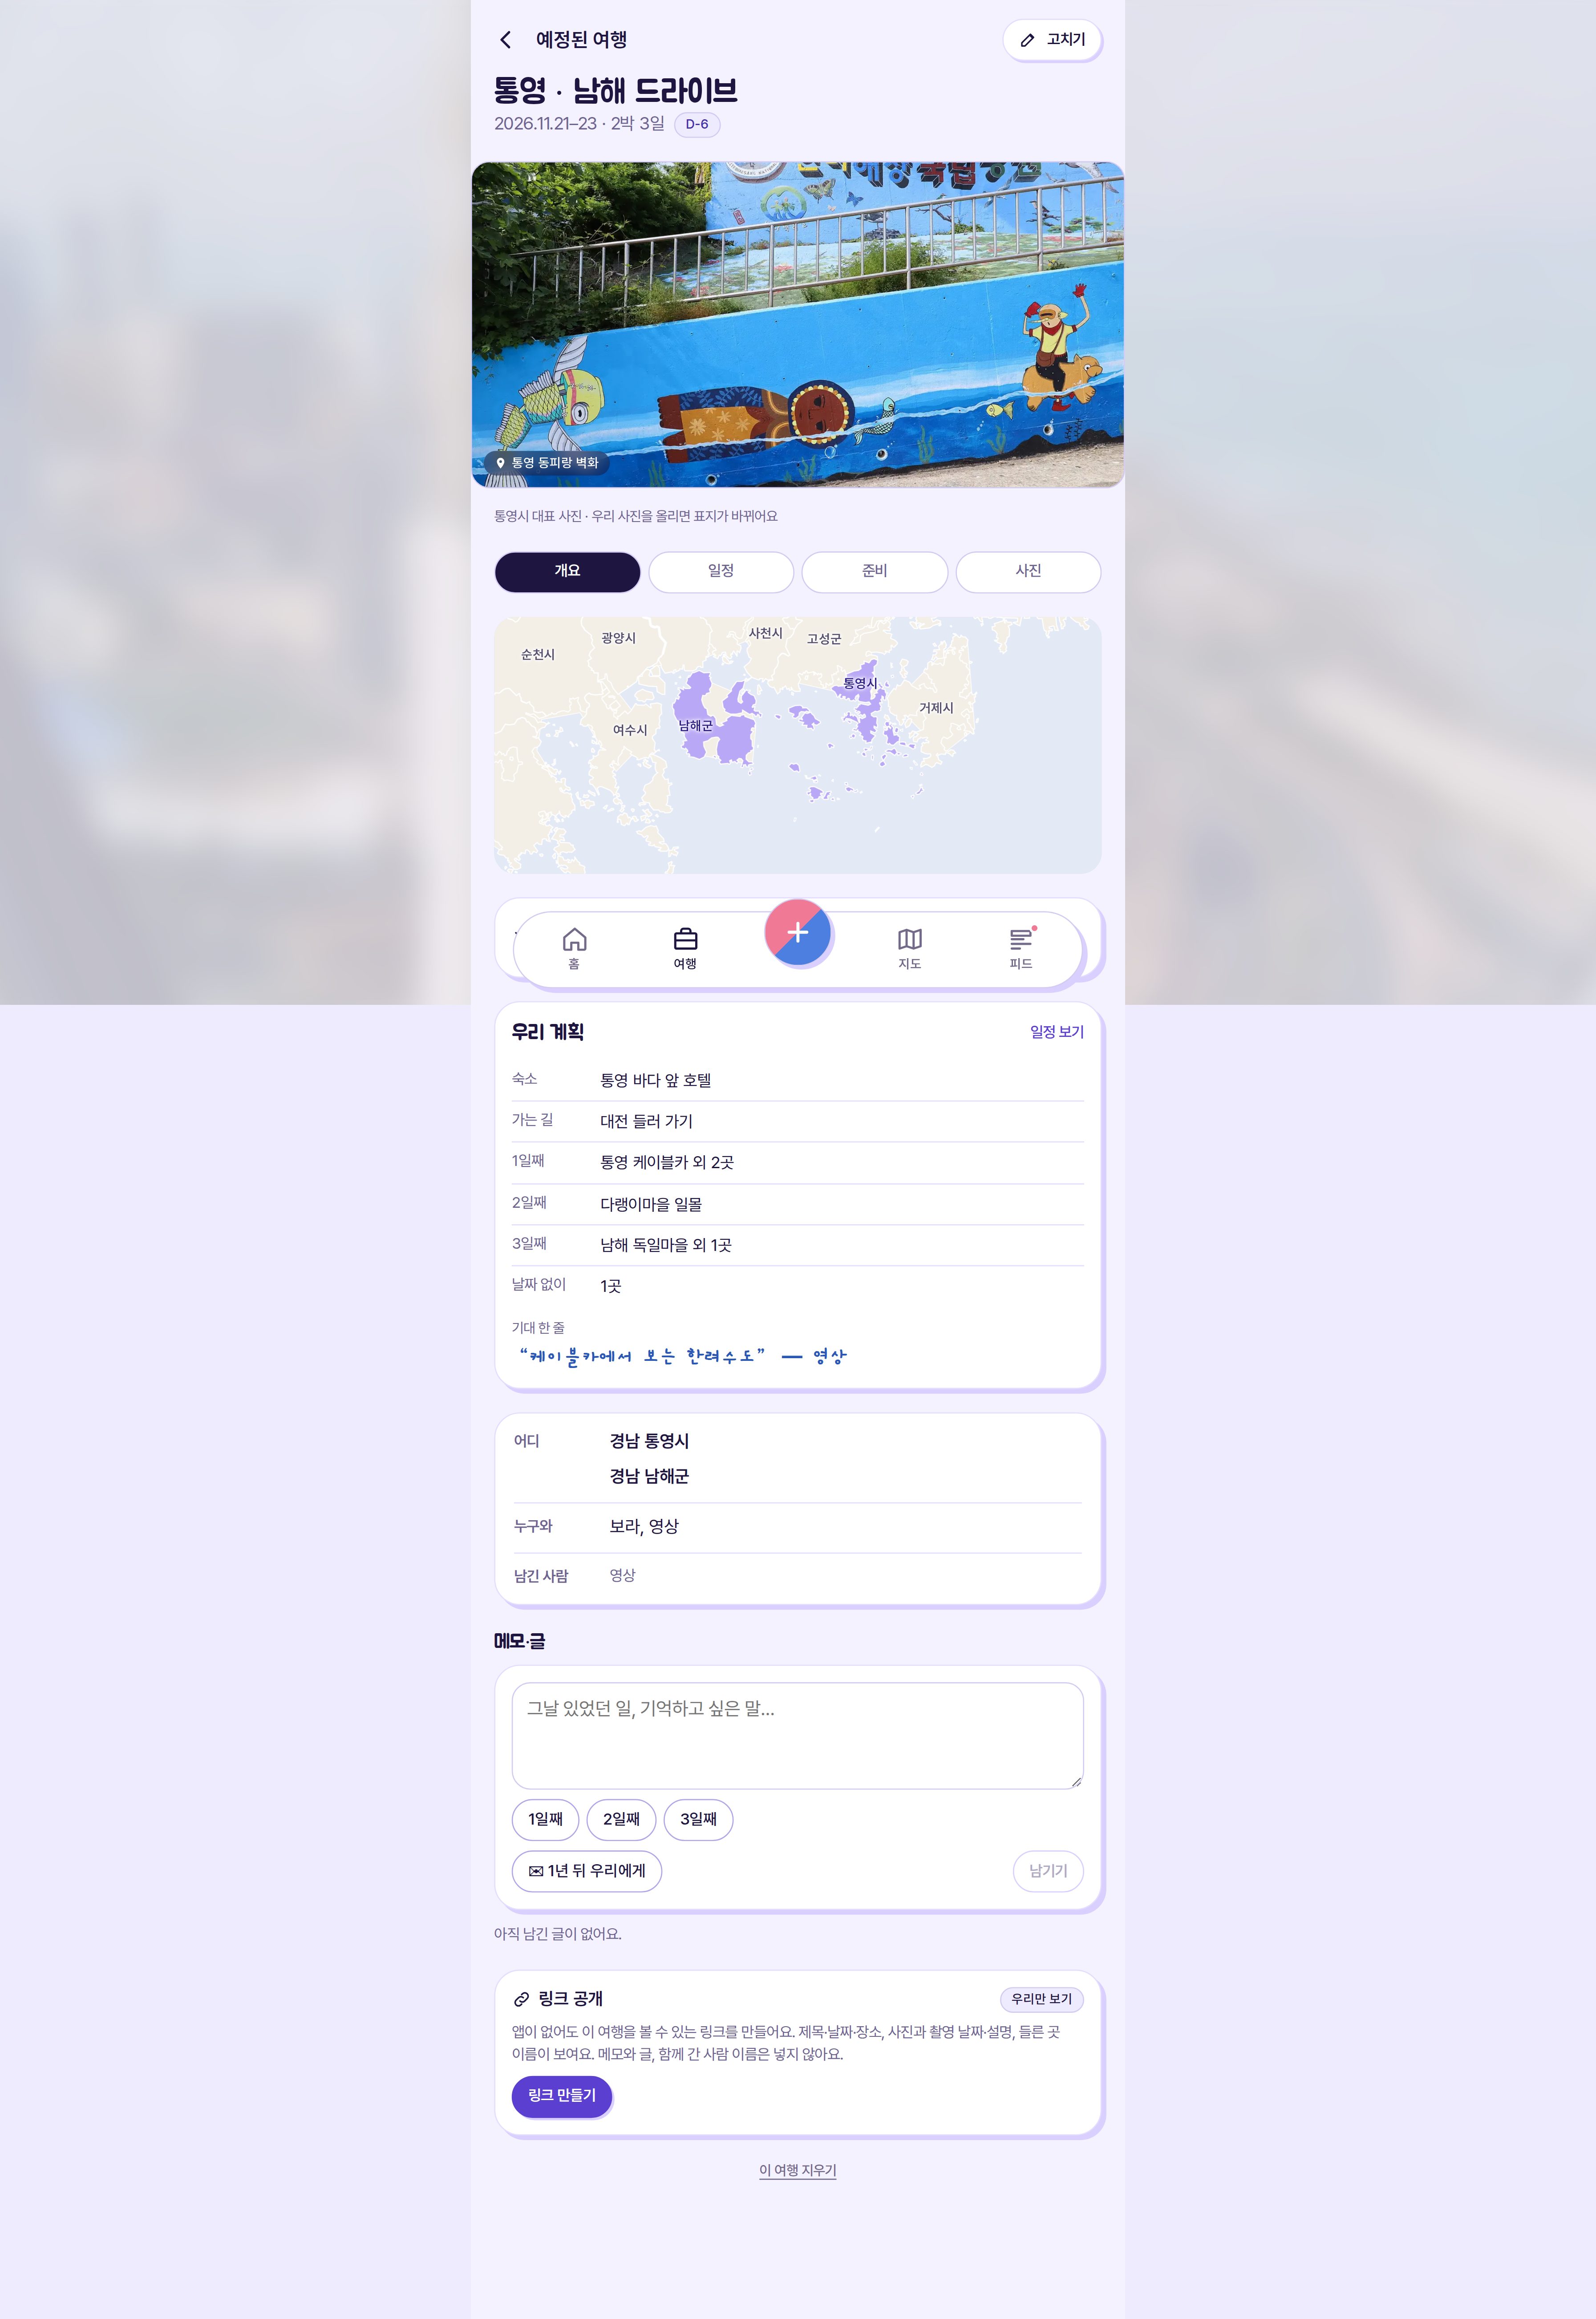 예정된 여행
고치기
통영 · 남해 드라이브
2026.11.21–23 · 2박 3일 D-6
통영 동피랑 벽화
통영시 대표 사진 · 우리 사진을 올리면 표지가 바뀌어요
개요 일정 준비 사진
순천시
광양시
사천시
고성군
통영시
거제시
여수시
남해군
홈 여행 지도 피드
우리 계획 일정 보기
숙소 통영 바다 앞 호텔
가는 길 대전 들러 가기
1일째 통영 케이블카 외 2곳
2일째 다랭이마을 일몰
3일째 남해 독일마을 외 1곳
날짜 없이 1곳
기대 한 줄
“케이블카에서 보는 한려수도” — 영상
어디 경남 통영시
경남 남해군
누구와 보라, 영상
남긴 사람 영상
메모·글
그날 있었던 일, 기억하고 싶은 말...
1일째 2일째 3일째
✉ 1년 뒤 우리에게 남기기
아직 남긴 글이 없어요.
링크 공개 우리만 보기
앱이 없어도 이 여행을 볼 수 있는 링크를 만들어요. 제목·날짜·장소, 사진과 촬영 날짜·설명, 들른 곳
이름이 보여요. 메모와 글, 함께 간 사람 이름은 넣지 않아요.
링크 만들기
이 여행 지우기